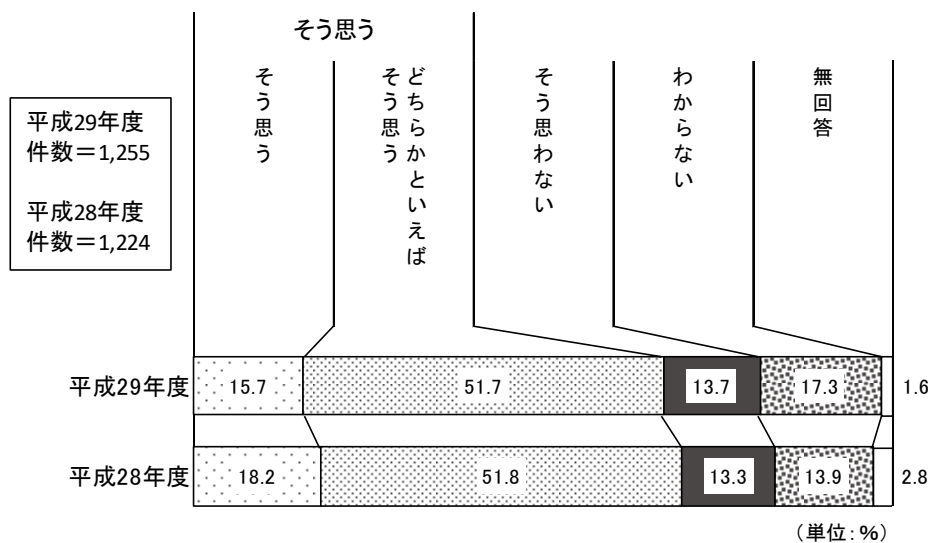 そう思う
そう思う
どちらかといえば
そう思う
そう思わない
わからない
無回答
平成29年度
件数＝1,255
平成28年度
件数＝1,224
平成29年度
15.7
51.7
13.7
17.3
1.6
平成28年度
18.2
51.8
13.3
13.9
2.8
（単位：％）